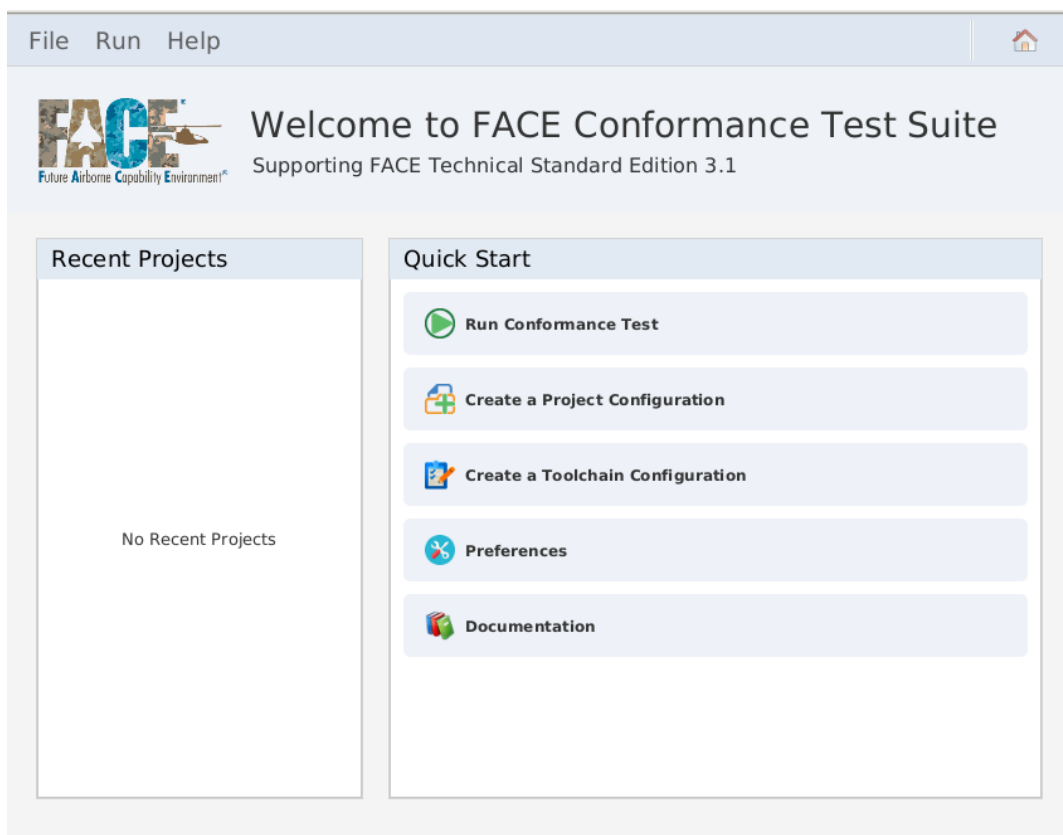 File Run Help
FACE
Future Airborne Capability Environment
Welcome to FACE Conformance Test Suite
Supporting FACE Technical Standard Edition 3.1
Recent Projects
No Recent Projects
Quick Start
Run Conformance Test
Create a Project Configuration
Create a Toolchain Configuration
Preferences
Documentation